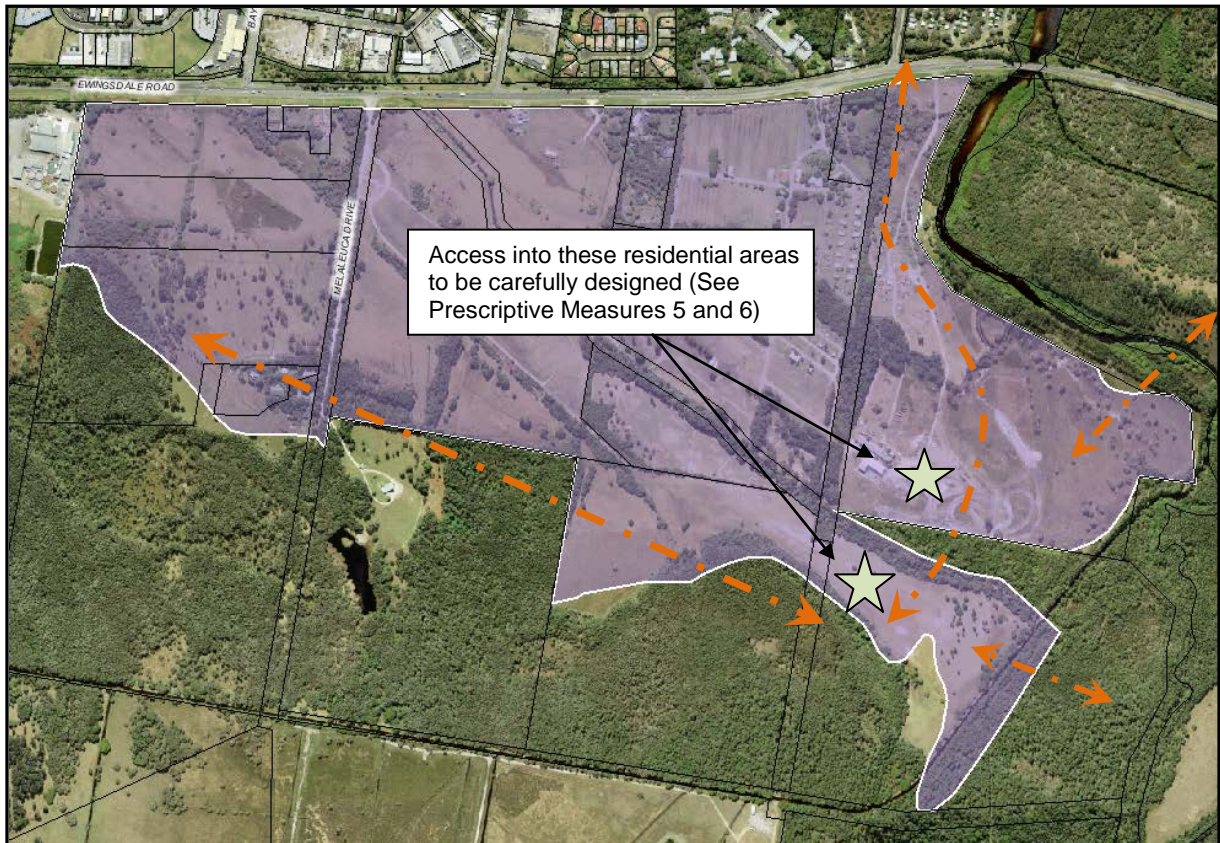 BAY
EWINGSDALE ROAD
MELALEUCA DRIVE
Access into these residential areas
to be carefully designed (See
Prescriptive Measures 5 and 6)